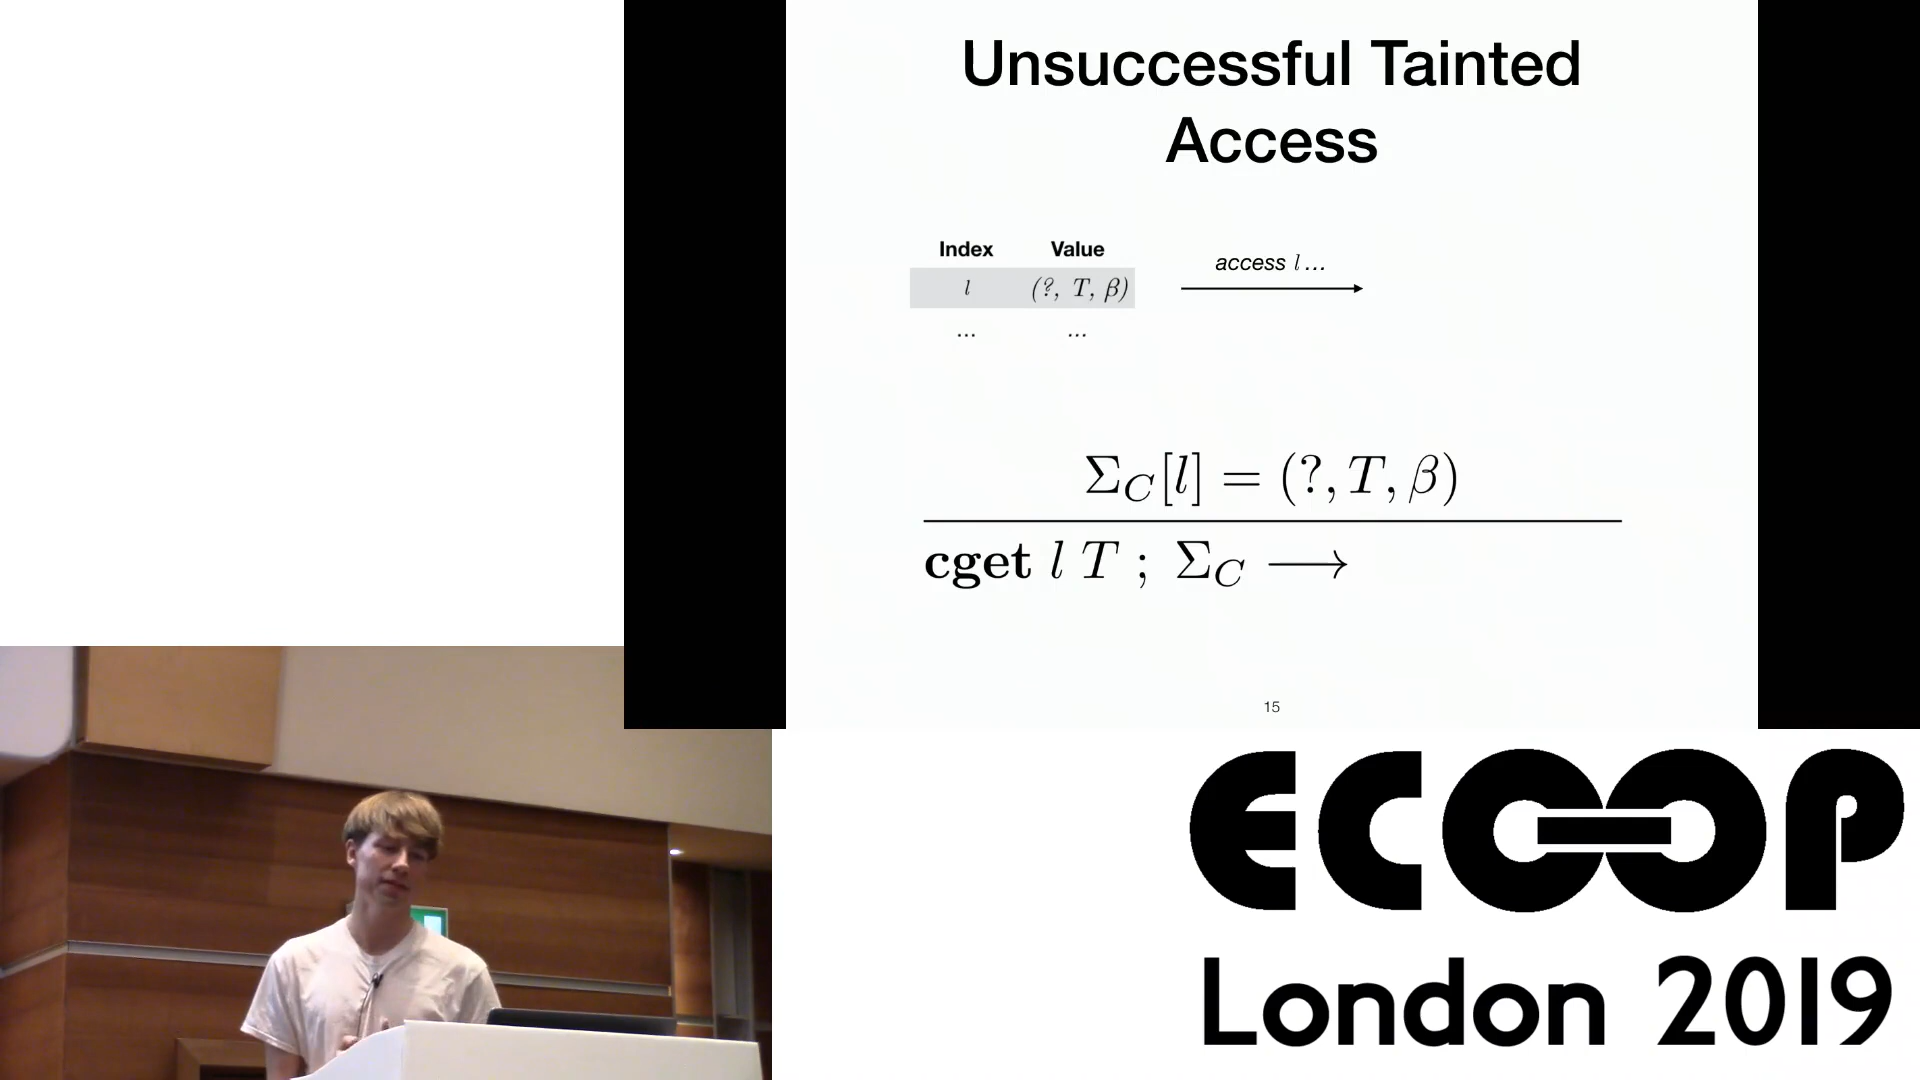 Unsuccessful Tainted
Access
Index Value
l (?, T, β)
... ...
access l ...
Σ_C[l] = (?, T, β)
cget l T ; Σ_C ⟶
15
ECOOP
London 2019